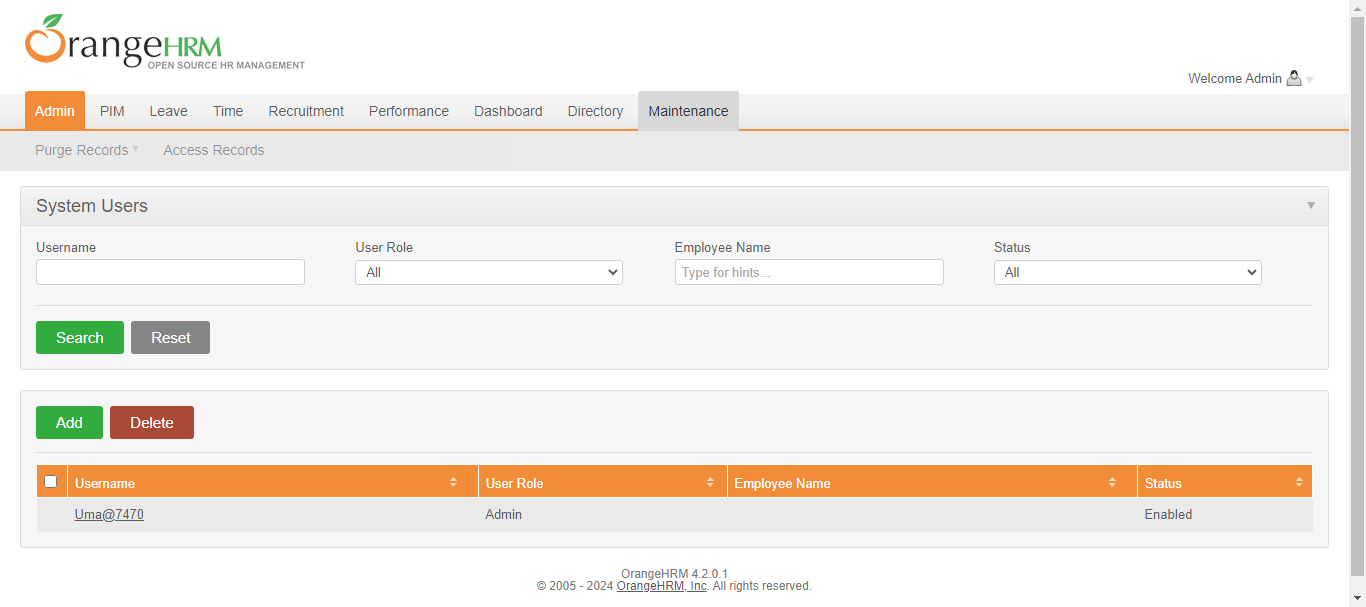 OrangeHRM
OPEN SOURCE HR MANAGEMENT
Welcome Admin
Admin PIM Leave Time Recruitment Performance Dashboard Directory Maintenance
Purge Records Access Records
System Users
Username User Role Employee Name Status
All Type for hints... All
Search Reset
Add Delete
Username User Role Employee Name Status
Uma@7470 Admin Enabled
OrangeHRM 4.2.0.1
© 2005 - 2024 OrangeHRM, Inc. All rights reserved.